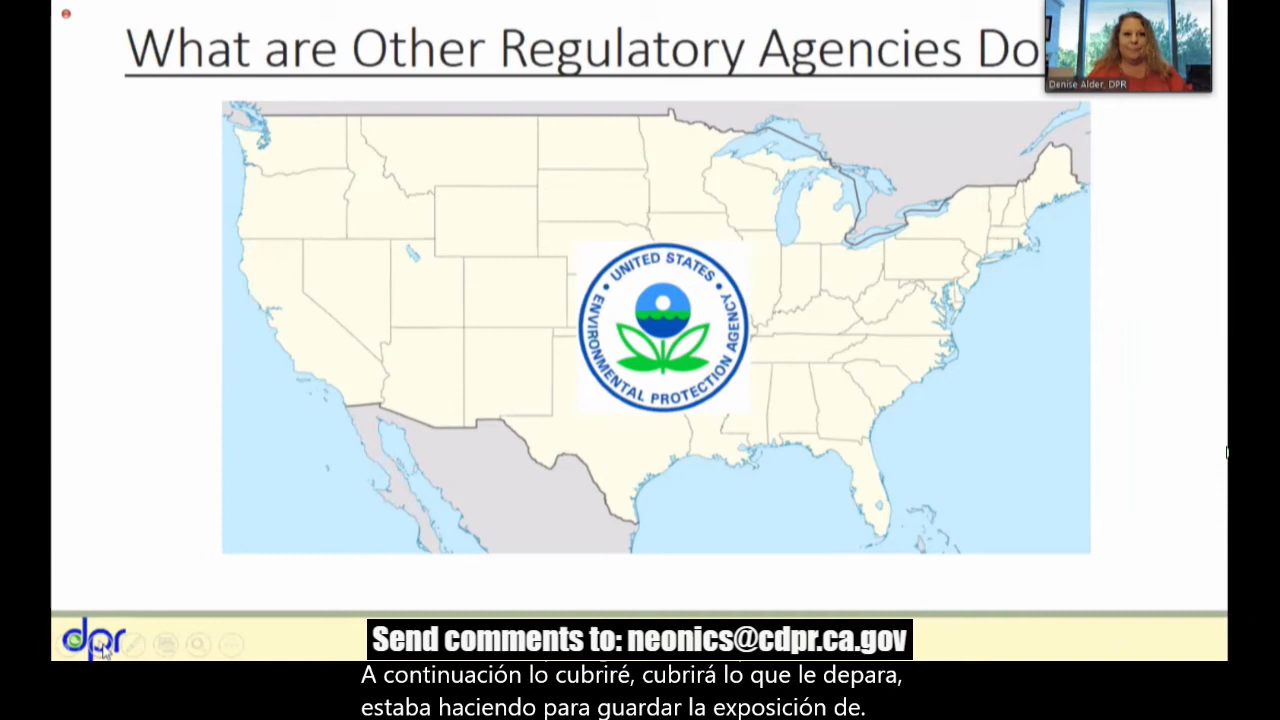 What are Other Regulatory Agencies Do
Denise Alder, DPR
UNITED STATES
ENVIRONMENTAL PROTECTION AGENCY
dpr
Send comments to: neonics@cdpr.ca.gov
A continuación lo cubriré, cubrirá lo que le depara,
estaba haciendo para guardar la exposición de.